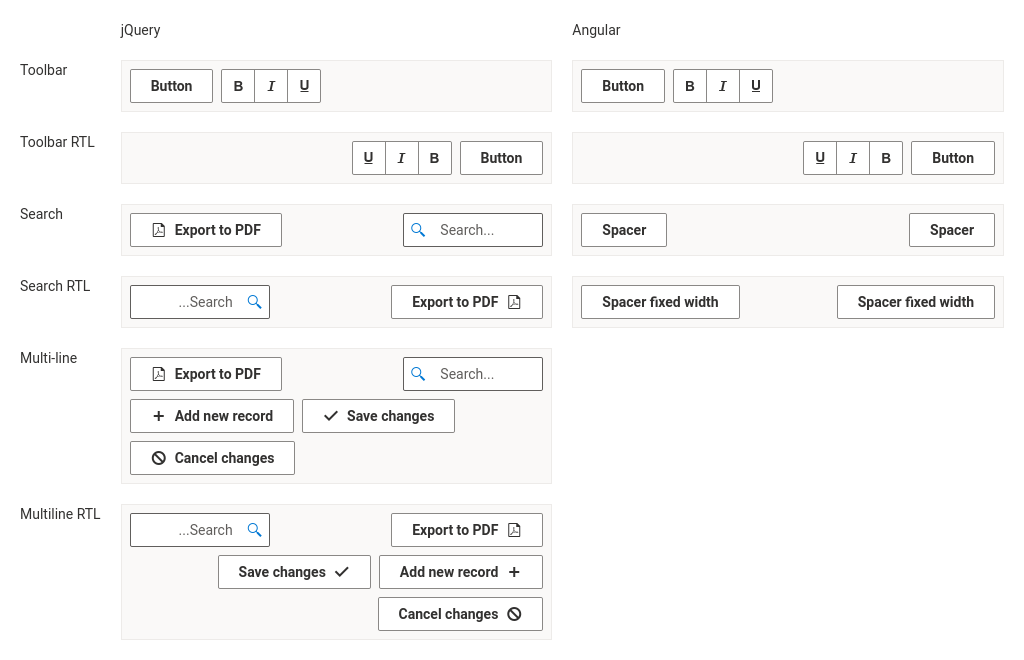 jQuery Angular
Toolbar Button B I U Button B I U
Toolbar RTL U I B Button U I B Button
Search Export to PDF Search... Spacer Spacer
Search RTL ...Search Export to PDF Spacer fixed width Spacer fixed width
Multi-line Export to PDF Search...
Add new record Save changes
Cancel changes
Multiline RTL ...Search Export to PDF
Save changes Add new record
Cancel changes